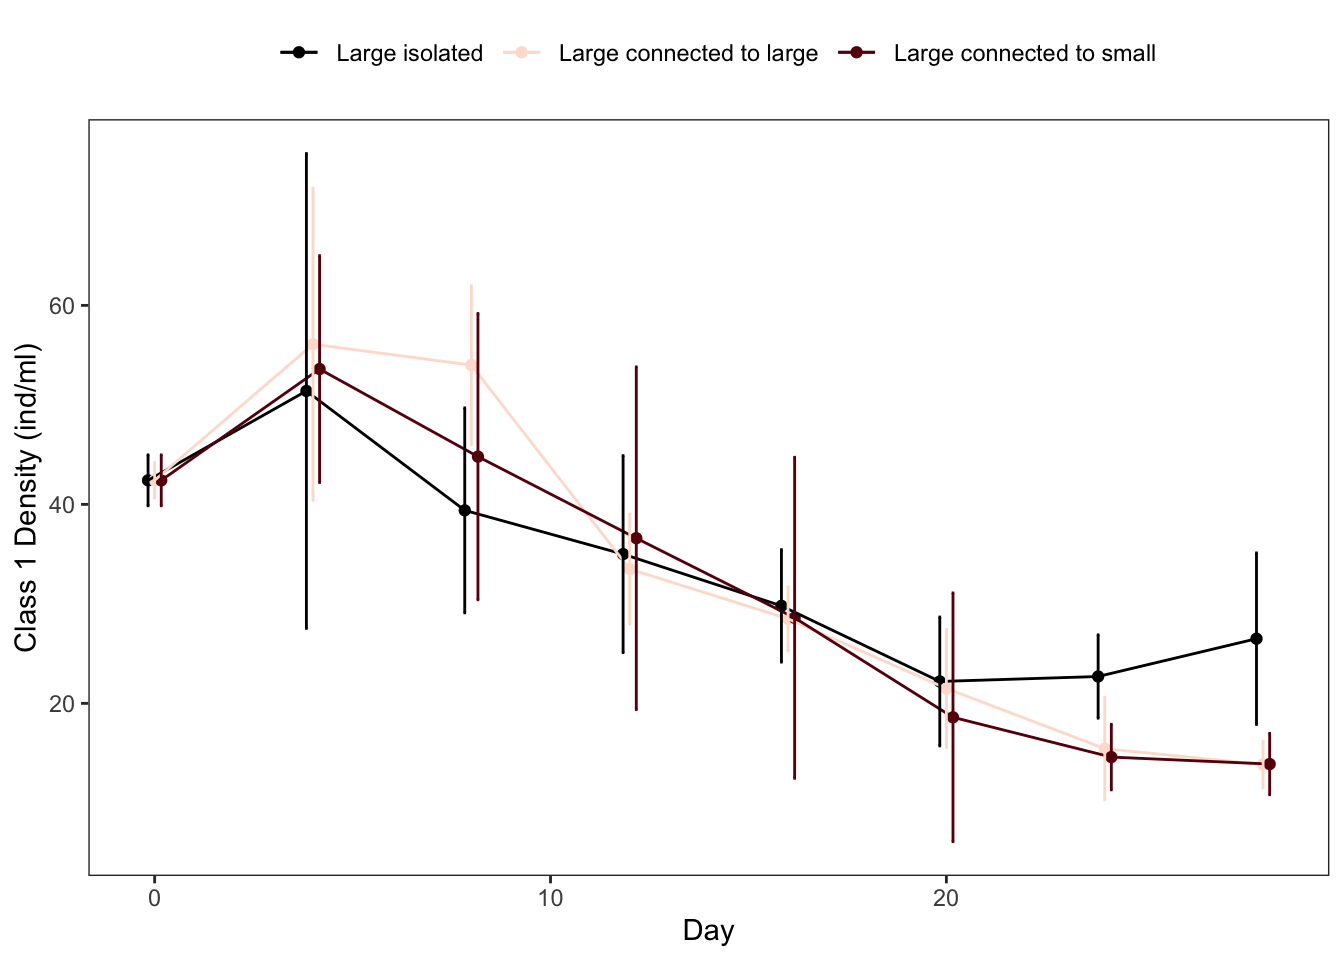 Large isolated Large connected to large Large connected to small
Class 1 Density (ind/ml)
60
40
20
0 10 20
Day